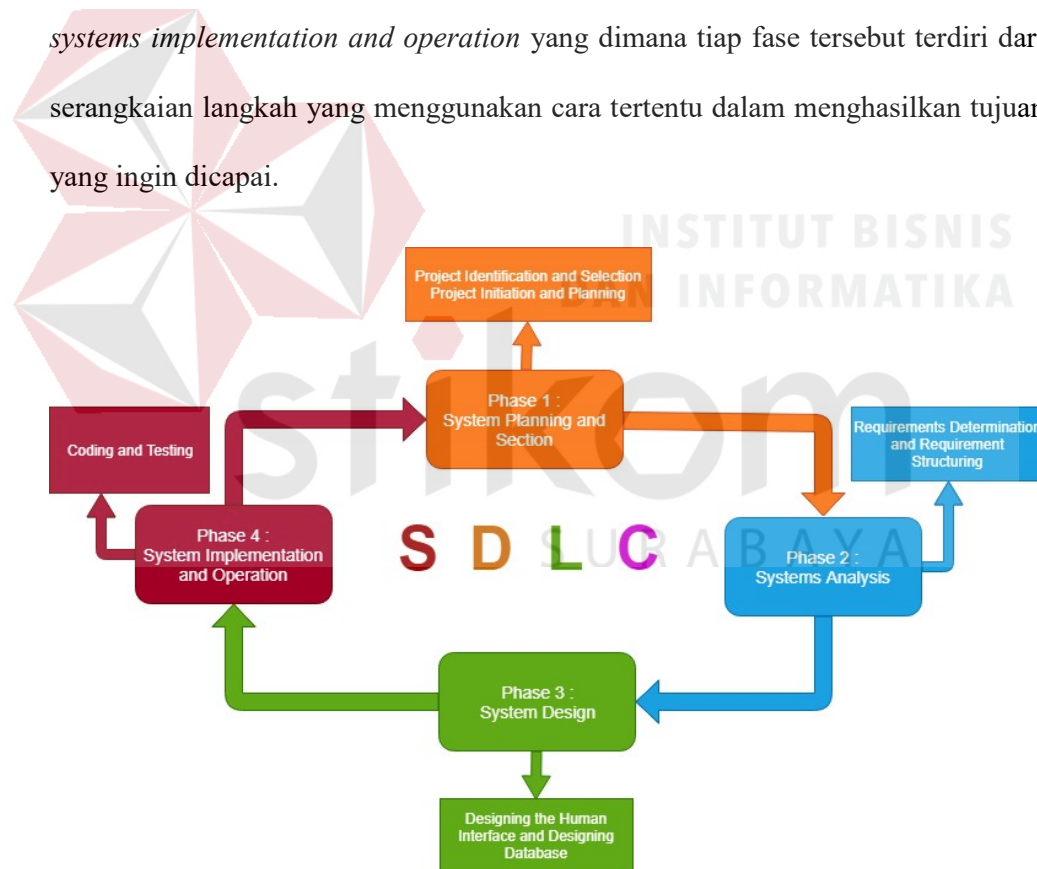 systems implementation and operation yang dimana tiap fase tersebut terdiri dar
serangkaian langkah yang menggunakan cara tertentu dalam menghasilkan tujuan
yang ingin dicapai.
INSTITUT BISNIS
DAN INFORMATIKA
stikom
SURABAYA
Project Identification and Selection
Project Initiation and Planning
Phase 1 :
System Planning and
Section
Coding and Testing
Requirements Determination
and Requirement
Structuring
Phase 4 :
System Implementation
and Operation
S D L C
Phase 2 :
Systems Analysis
Phase 3 :
System Design
Designing the Human
Interface and Designing
Database